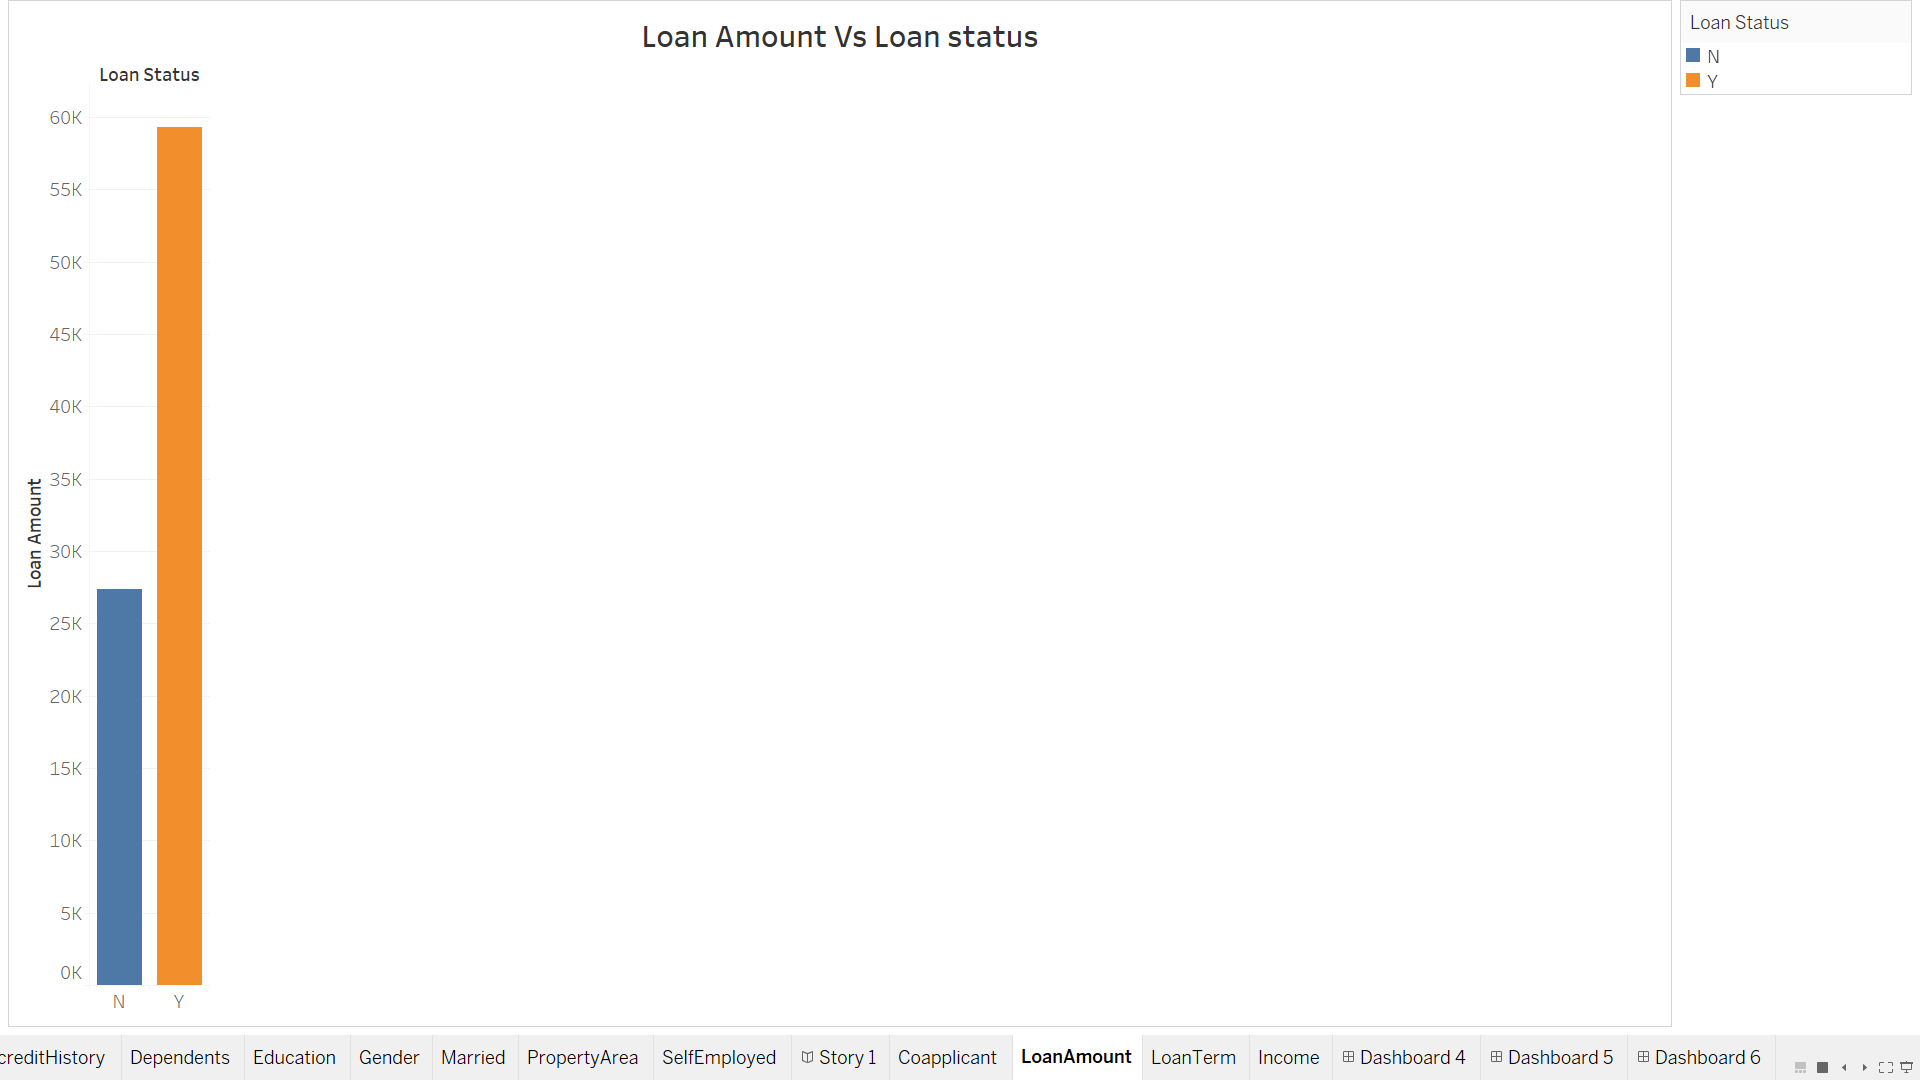 Loan Amount Vs Loan status
Loan Status
60K
55K
50K
45K
40K
35K
30K
25K
20K
15K
10K
5K
0K
Loan Amount
N
Y
Loan Status
N
Y
creditHistory
Dependents
Education
Gender
Married
PropertyArea
SelfEmployed
Story 1
Coapplicant
LoanAmount
LoanTerm
Income
Dashboard 4
Dashboard 5
Dashboard 6